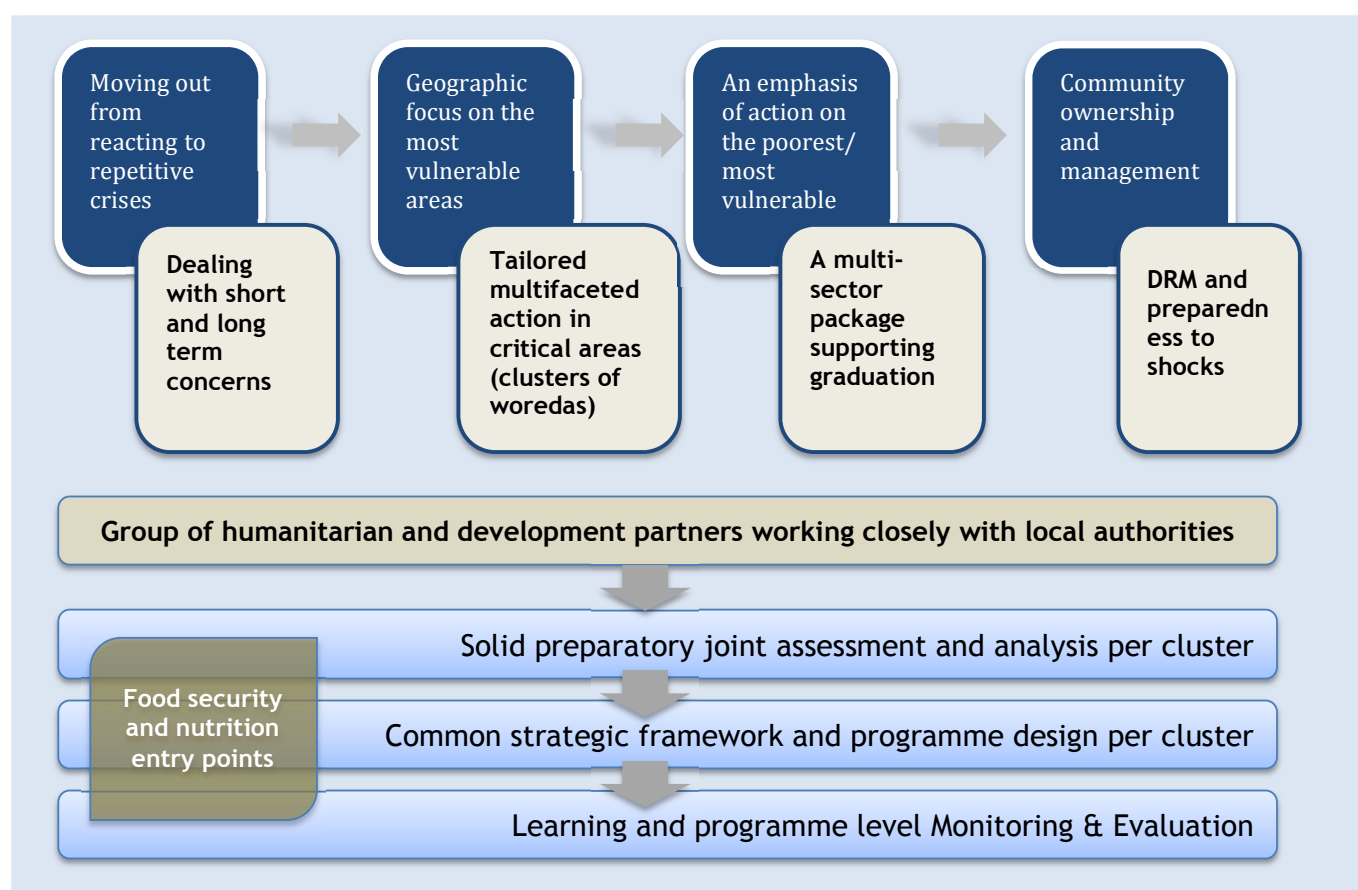 Moving out
from
reacting to
repetitive
crises
Dealing
with short
and long
term
concerns
Geographic
focus on the
most
vulnerable
areas
Tailored
multifaceted
action in
critical areas
(clusters of
woredas)
An emphasis
of action on
the poorest/
most
vulnerable
A multi-
sector
package
supporting
graduation
Community
ownership
and
management
DRM and
preparedn
ess to
shocks
Group of humanitarian and development partners working closely with local authorities
Solid preparatory joint assessment and analysis per cluster
Food security
and nutrition
entry points
Common strategic framework and programme design per cluster
Learning and programme level Monitoring & Evaluation